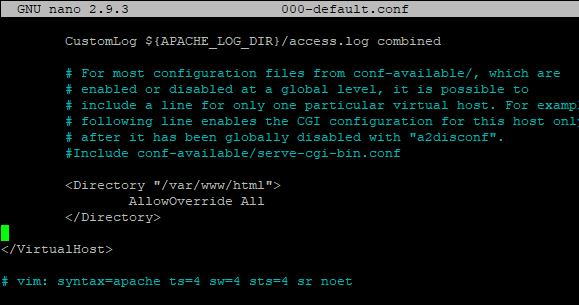 GNU nano 2.9.3 000-default.conf
CustomLog ${APACHE_LOG_DIR}/access.log combined
# For most configuration files from conf-available/, which are
# enabled or disabled at a global level, it is possible to
# include a line for only one particular virtual host. For examp
# following line enables the CGI configuration for this host onl
# after it has been globally disabled with "a2disconf".
#Include conf-available/serve-cgi-bin.conf
<Directory "/var/www/html">
AllowOverride All
</Directory>
</VirtualHost>
# vim: syntax=apache ts=4 sw=4 sts=4 sr noet